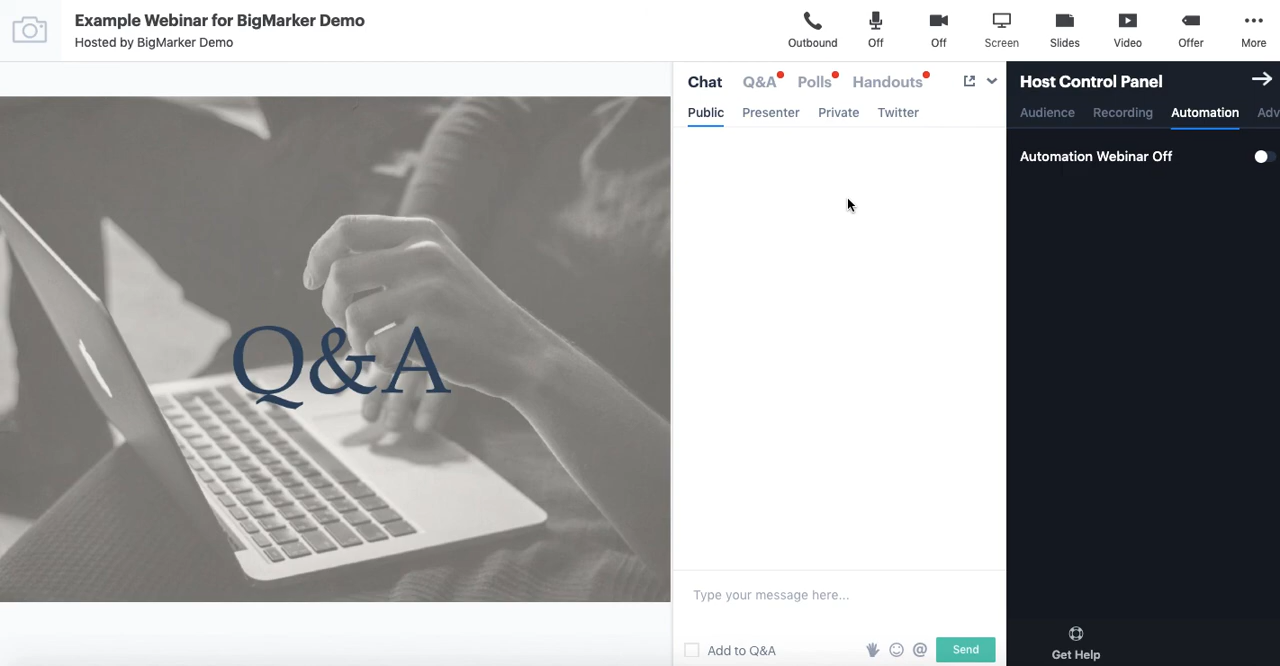 Example Webinar for BigMarker Demo
Hosted by BigMarker Demo
Outbound
Off
Off
Screen
Slides
Video
Offer
More
Chat Q&A Polls Handouts
Public Presenter Private Twitter
Host Control Panel
Audience Recording Automation Adv
Automation Webinar Off
Q&A
Type your message here...
Add to Q&A
@
Send
Get Help